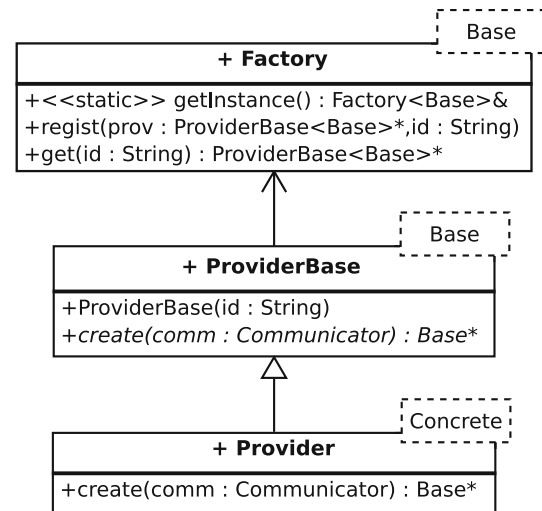 Base
+ Factory
+<<static>> getInstance() : Factory<Base>&
+regist(prov : ProviderBase<Base>*,id : String)
+get(id : String) : ProviderBase<Base>*
Base
+ ProviderBase
+ProviderBase(id : String)
+create(comm : Communicator) : Base*
Concrete
+ Provider
+create(comm : Communicator) : Base*